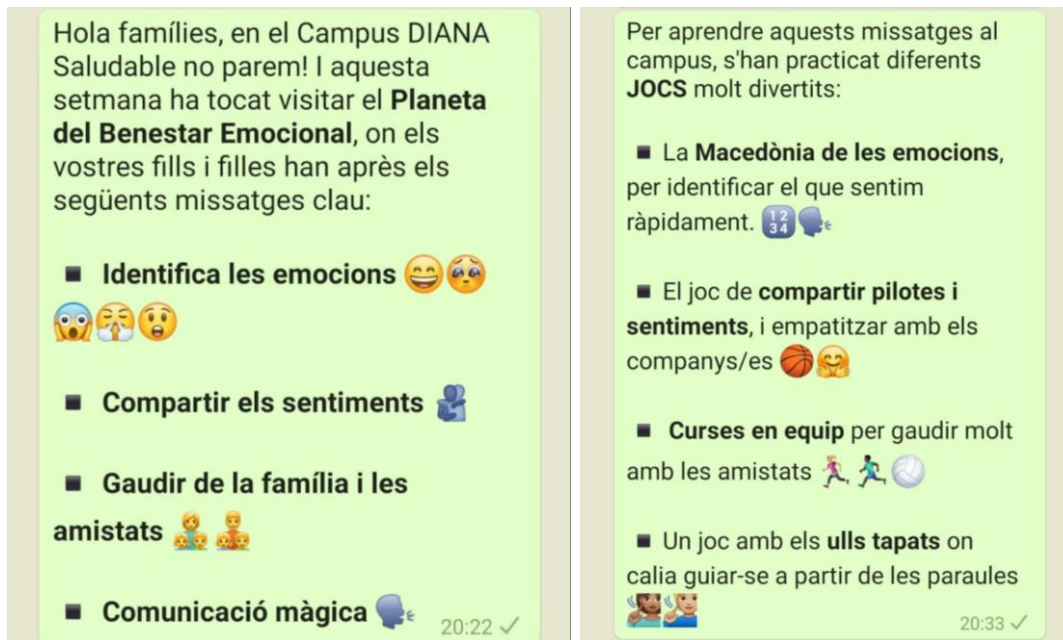 Hola famílies, en el Campus DIANA
Saludable no parem! I aquesta
setmana ha tocat visitar el Planeta
del Benestar Emocional, on els
vostres fills i filles han après els
següents missatges clau:
▪ Identifica les emocions 😄🥺
😱😤😲
▪ Compartir els sentiments 🫂
▪ Gaudir de la família i les
amistats 👩‍👧‍👦👨‍👧‍👦
▪ Comunicació màgica 🗣
20:22 ✓
Per aprendre aquests missatges al
campus, s'han practicat diferents
JOCS molt divertits:
▪ La Macedònia de les emocions,
per identificar el que sentim
ràpidament. 🔢🗣
▪ El joc de compartir pilotes i
sentiments, i empatitzar amb els
companys/es 🏀🤗
▪ Curses en equip per gaudir molt
amb les amistats 🏃🏼‍♀️🏃🏿‍♂️🏐
▪ Un joc amb els ulls tapats on
calia guiar-se a partir de les paraules
🧏🏽‍♀️🧏🏼
20:33 ✓